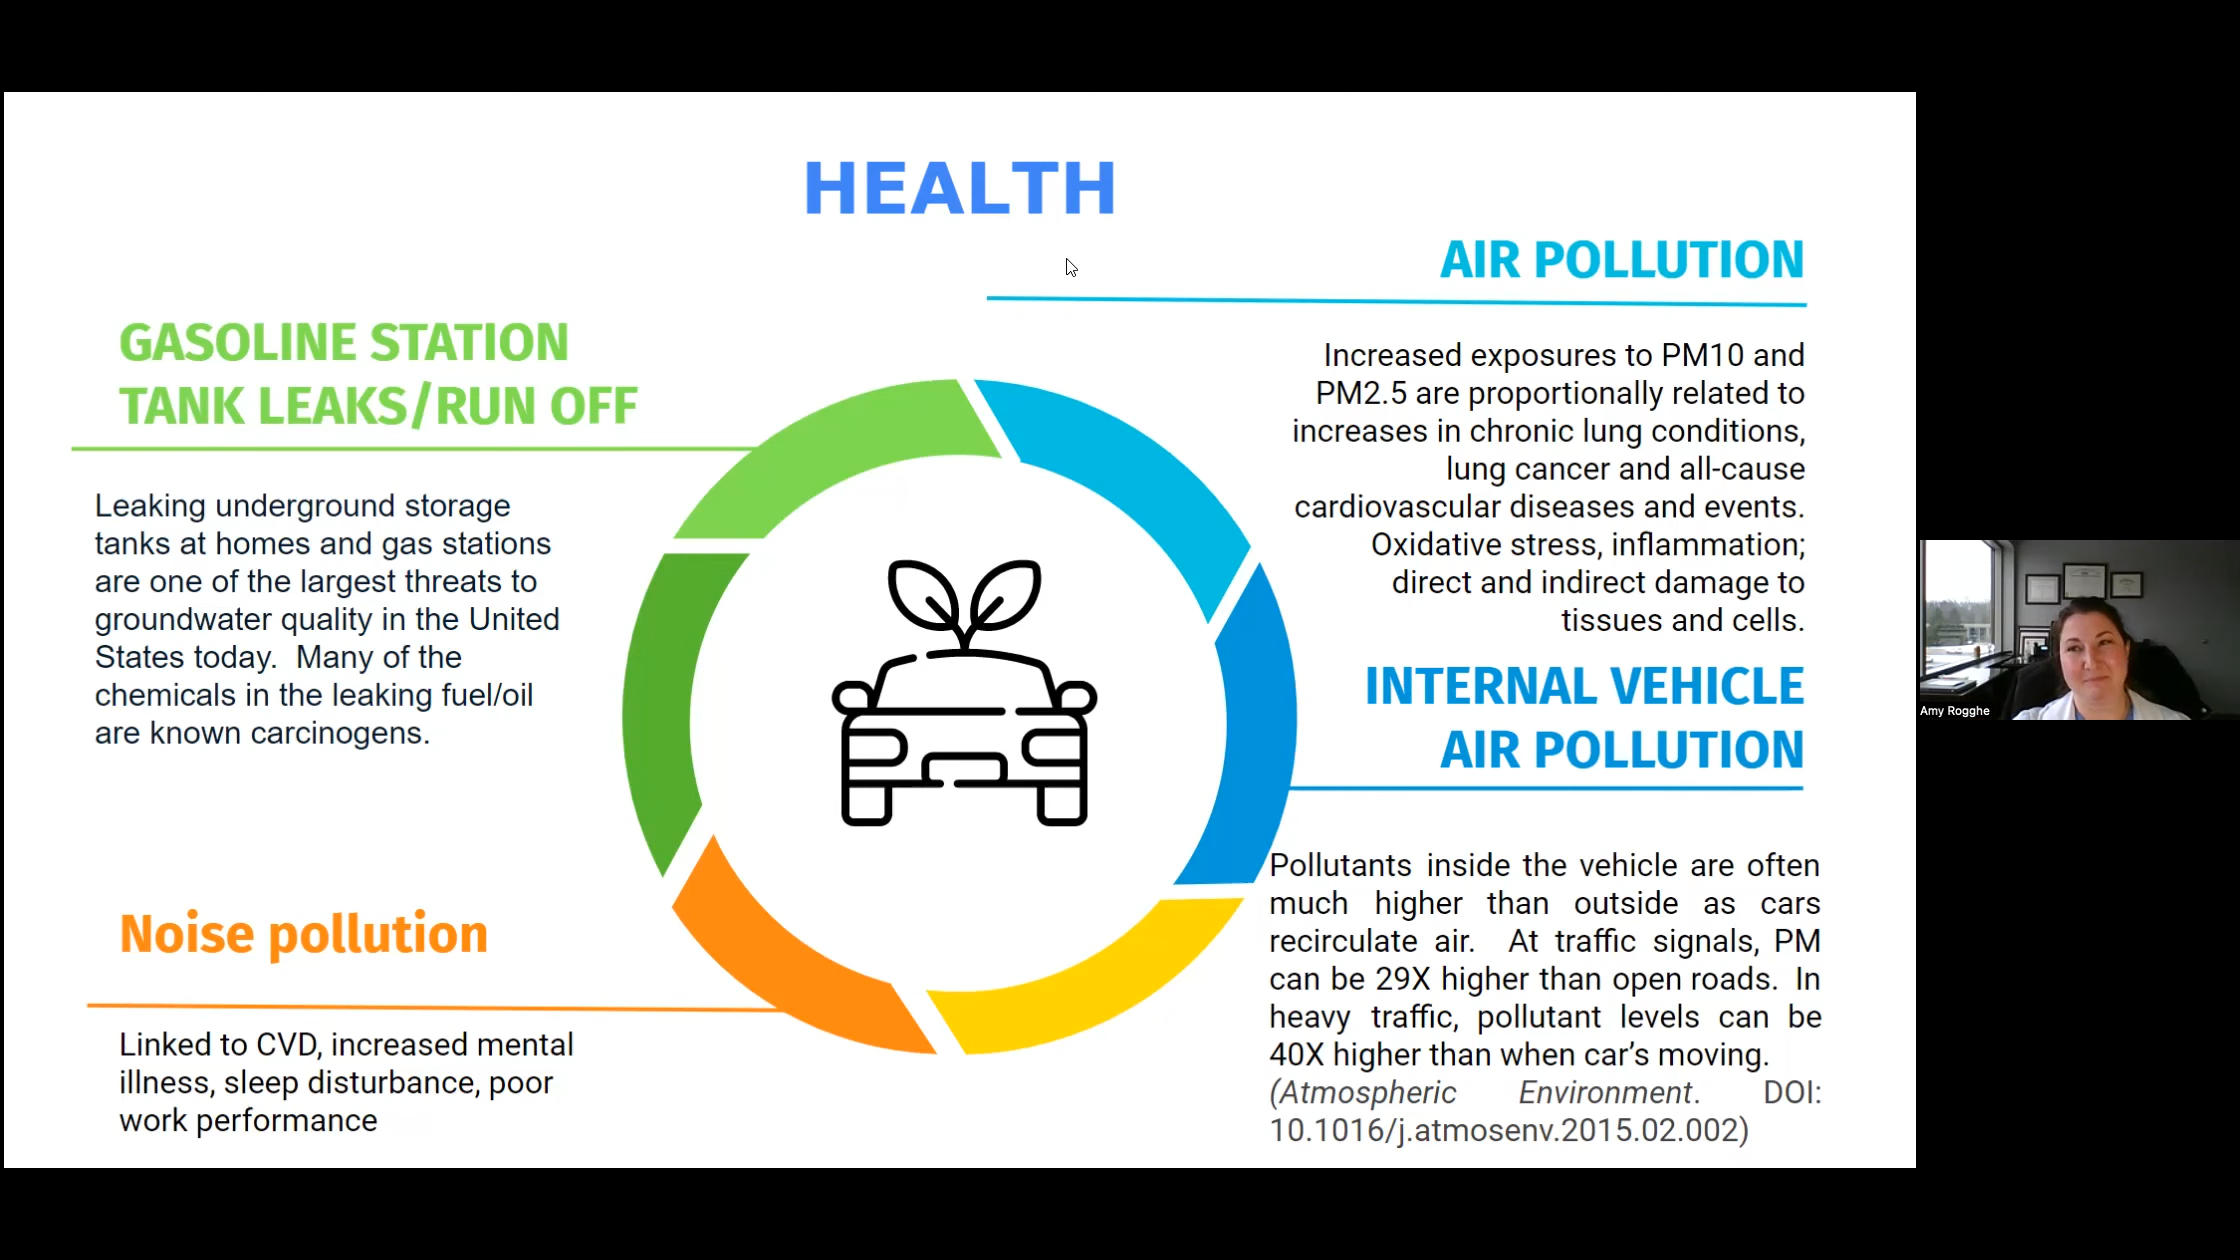 HEALTH
GASOLINE STATION
TANK LEAKS/RUN OFF
Leaking underground storage
tanks at homes and gas stations
are one of the largest threats to
groundwater quality in the United
States today.  Many of the
chemicals in the leaking fuel/oil
are known carcinogens.
Noise pollution
Linked to CVD, increased mental
illness, sleep disturbance, poor
work performance
AIR POLLUTION
Increased exposures to PM10 and
PM2.5 are proportionally related to
increases in chronic lung conditions,
lung cancer and all-cause
cardiovascular diseases and events.
Oxidative stress, inflammation;
direct and indirect damage to
tissues and cells.
INTERNAL VEHICLE
AIR POLLUTION
Pollutants inside the vehicle are often
much higher than outside as cars
recirculate air.  At traffic signals, PM
can be 29X higher than open roads.  In
heavy traffic, pollutant levels can be
40X higher than when car's moving.
(Atmospheric Environment. DOI:
10.1016/j.atmosenv.2015.02.002)
Amy Rogghe